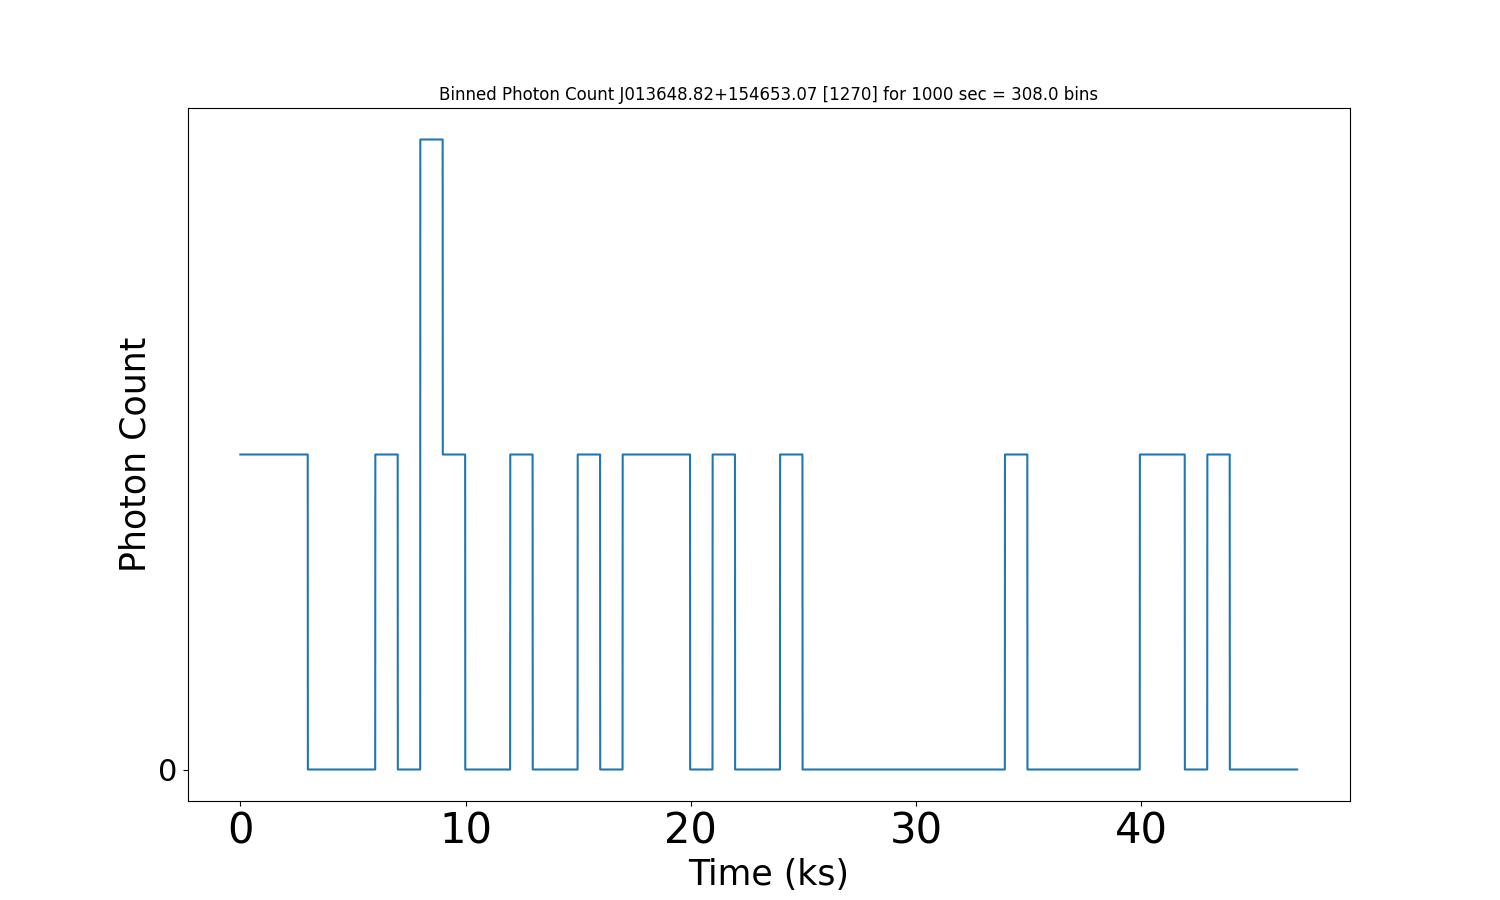 Binned Photon Count J013648.82+154653.07 [1270] for 1000 sec = 308.0 bins
Photon Count
0
0 10 20 30 40
Time (ks)